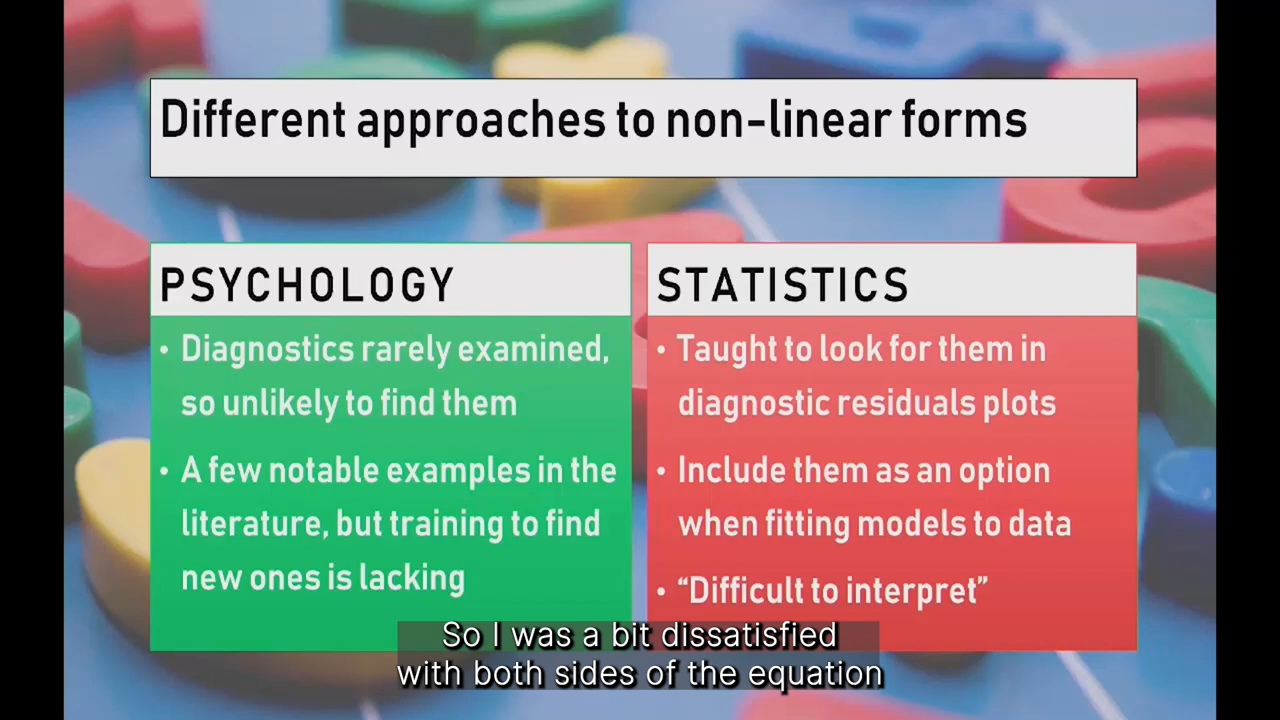 Different approaches to non-linear forms
PSYCHOLOGY
• Diagnostics rarely examined,
so unlikely to find them
• A few notable examples in the
literature, but training to find
new ones is lacking
STATISTICS
• Taught to look for them in
diagnostic residuals plots
• Include them as an option
when fitting models to data
• “Difficult to interpret”
So I was a bit dissatisfied
with both sides of the equation